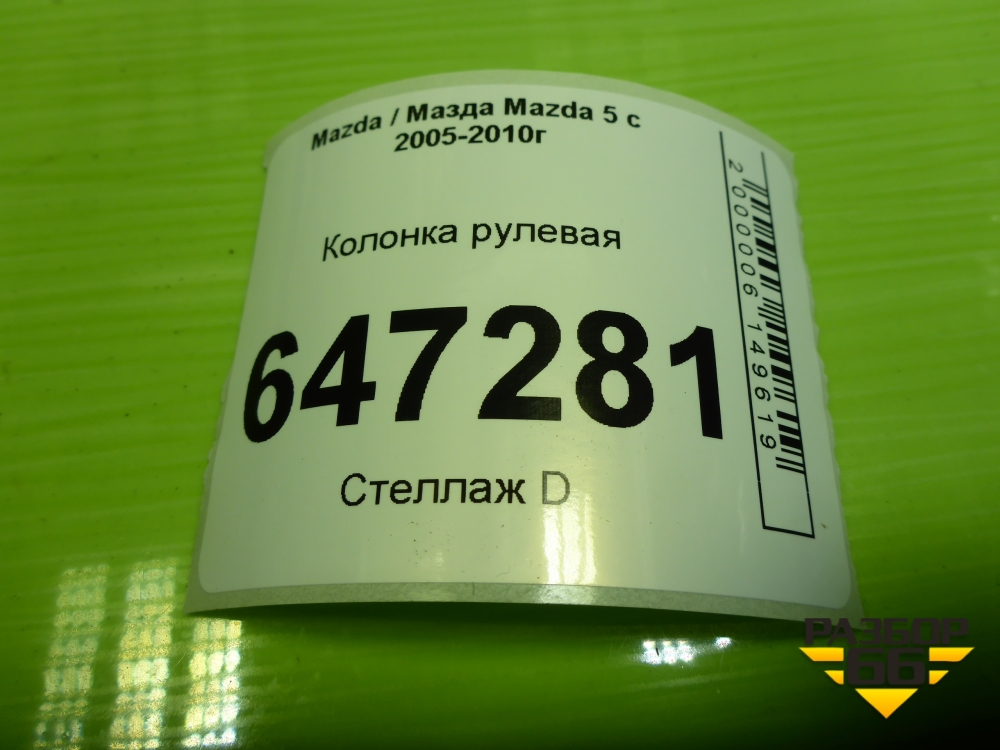 Mazda / Мазда Mazda 5 с
2005-2010г
Колонка рулевая
647281
Стеллаж D
2000006149619
РАЗБОР
66